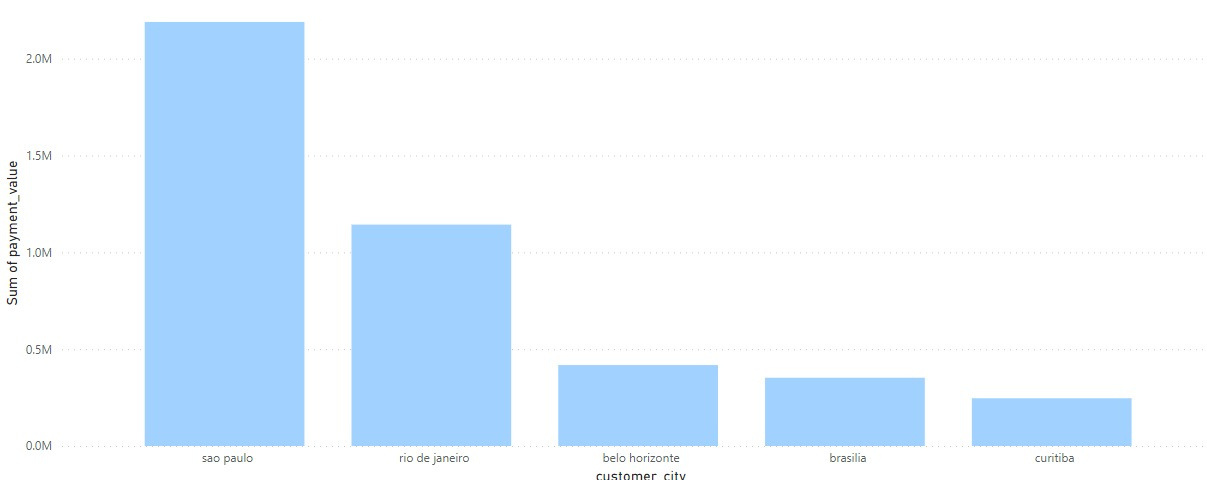 2.0M
1.5M
1.0M
0.5M
0.0M
Sum of payment_value
sao paulo rio de janeiro belo horizonte brasilia curitiba
customer_city